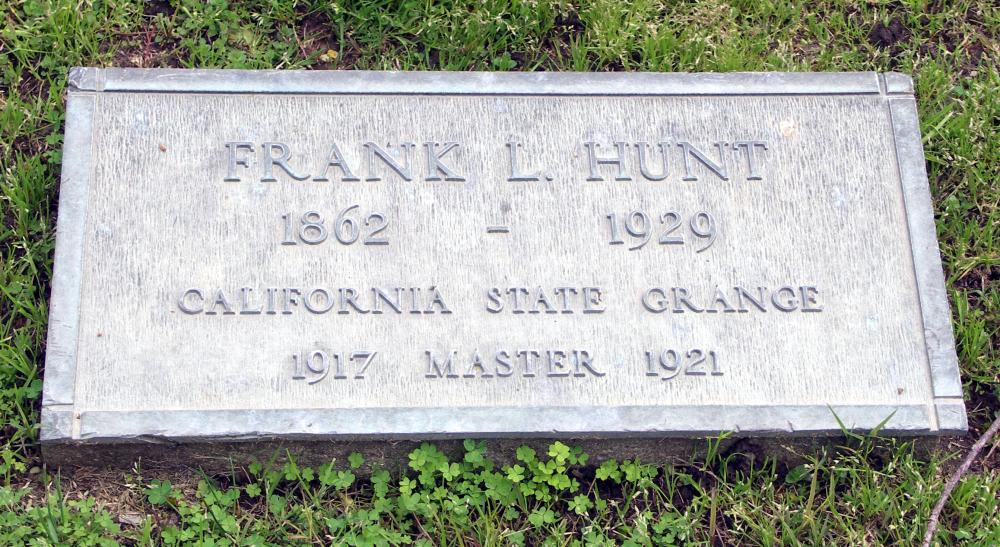 FRANK L. HUNT
1862 - 1929
CALIFORNIA STATE GRANGE
1917 MASTER 1921